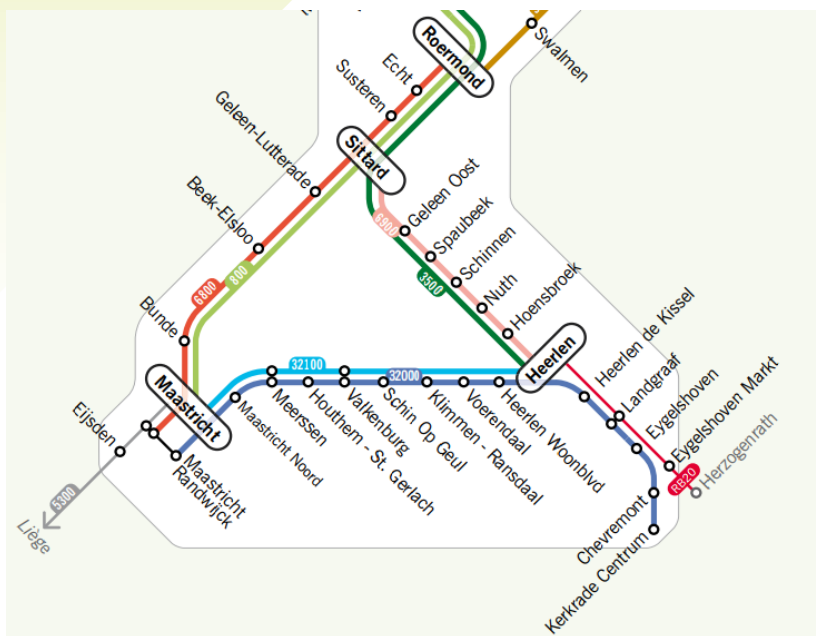 Roermond
Swalmen
Echt
Susteren
Sittard
Geleen-Lutterade
Beek-Elsloo
Bunde
6800
800
6900
3500
Geleen Oost
Spaubeek
Schinnen
Nuth
Hoensbroek
Heerlen
Heerlen de Kissel
Landgraaf
Eygelshoven
Eygelshoven Markt
RB20
Herzogenrath
Chevremont
Kerkrade Centrum
32100
32000
Maastricht
Eijsden
5300
Liège
Maastricht
Randwijck
Maastricht Noord
Meerssen
Houthem - St. Gerlach
Valkenburg
Schin Op Geul
Klimmen - Ransdaal
Voerendaal
Heerlen Woonblvd